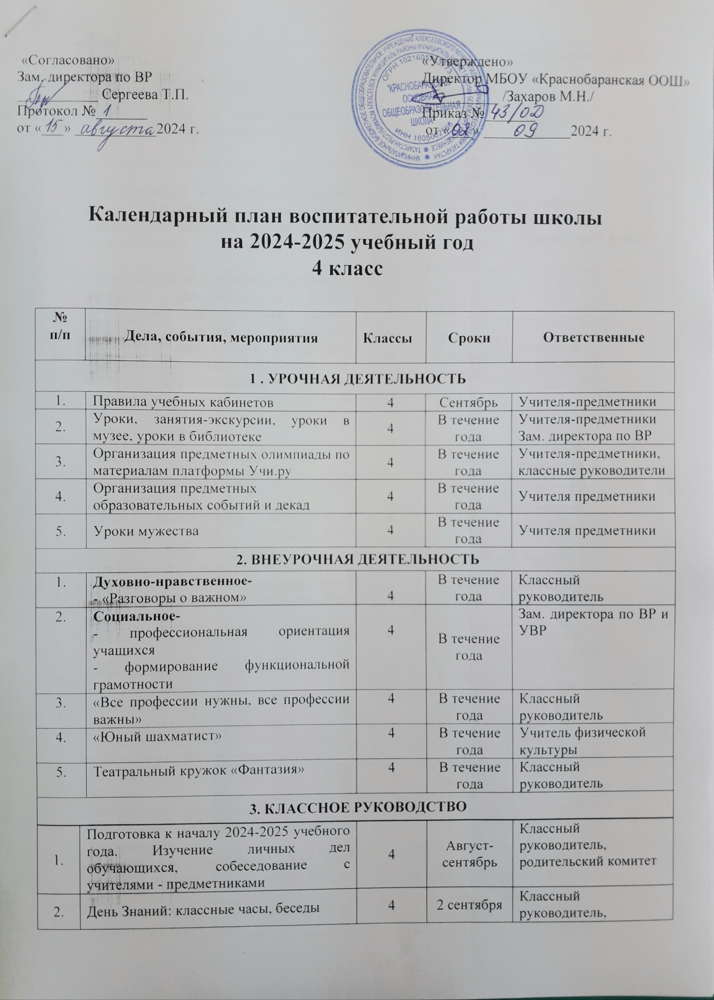 «Согласовано»
Зам. директора по ВР
____________ Сергеева Т.П.
Протокол № 1
от «15» августа 2024 г.
«Утверждено»
Директор МБОУ «Краснобаранская ООШ»
____________ /Захаров М.Н./
Приказ № 43/ОД
от «02» 09 2024 г.
"КРАСНОБАРАНСКАЯ
ОСНОВНАЯ
ОБЩЕОБРАЗОВАТЕЛЬНАЯ
ШКОЛА"
Календарный план воспитательной работы школы
на 2024-2025 учебный год
4 класс
№
п/п
Дела, события, мероприятия
Классы
Сроки
Ответственные
1 . УРОЧНАЯ ДЕЯТЕЛЬНОСТЬ
1.
Правила учебных кабинетов
4
Сентябрь
Учителя-предметники
2.
Уроки, занятия-экскурсии, уроки в
музее, уроки в библиотеке
4
В течение
года
Учителя-предметники
Зам. директора по ВР
3.
Организация предметных олимпиады по
материалам платформы Учи.ру
4
В течение
года
Учителя-предметники,
классные руководители
4.
Организация предметных
образовательных событий и декад
4
В течение
года
Учителя предметники
5.
Уроки мужества
4
В течение
года
Учителя предметники
2. ВНЕУРОЧНАЯ ДЕЯТЕЛЬНОСТЬ
1.
Духовно-нравственное-
- «Разговоры о важном»
4
В течение
года
Классный
руководитель
2.
Социальное-
- профессиональная ориентация
учащихся
- формирование функциональной
грамотности
4
В течение
года
Зам. директора по ВР и
УВР
3.
«Все профессии нужны, все профессии
важны»
4
В течение
года
Классный
руководитель
4.
«Юный шахматист»
4
В течение
года
Учитель физической
культуры
5.
Театральный кружок «Фантазия»
4
В течение
года
Классный
руководитель
3. КЛАССНОЕ РУКОВОДСТВО
1.
Подготовка к началу 2024-2025 учебного
года. Изучение личных дел
обучающихся, собеседование с
учителями - предметниками
4
Август-
сентябрь
Классный
руководитель,
родительский комитет
2.
День Знаний: классные часы, беседы
4
2 сентября
Классный
руководитель,